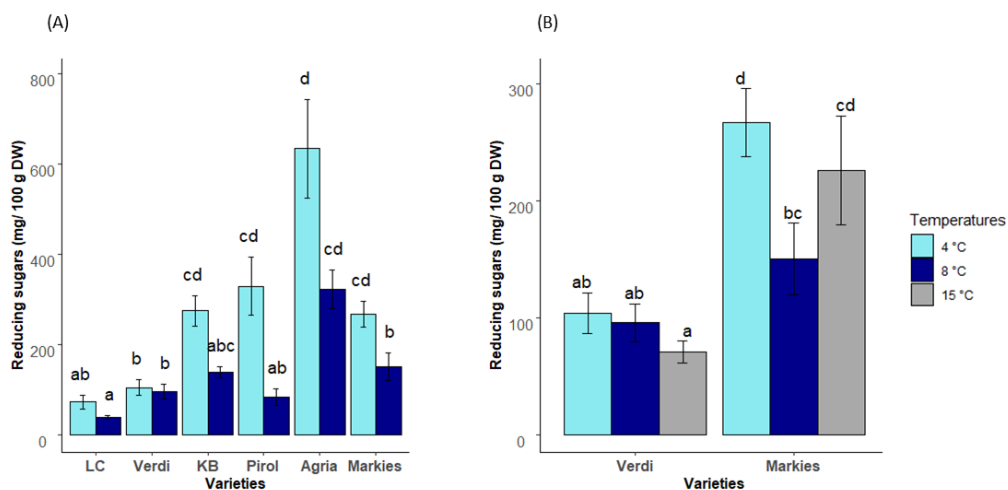 (A)
Reducing sugars (mg/ 100 g DW)
800
600
400
200
0
ab
a
b
b
cd
abc
cd
ab
d
cd
cd
b
LC Verdi KB Pirol Agria Markies
Varieties
(B)
Reducing sugars (mg/ 100 g DW)
300
200
100
0
ab
ab
a
d
bc
cd
Verdi Markies
Varieties
Temperatures
4 °C
8 °C
15 °C